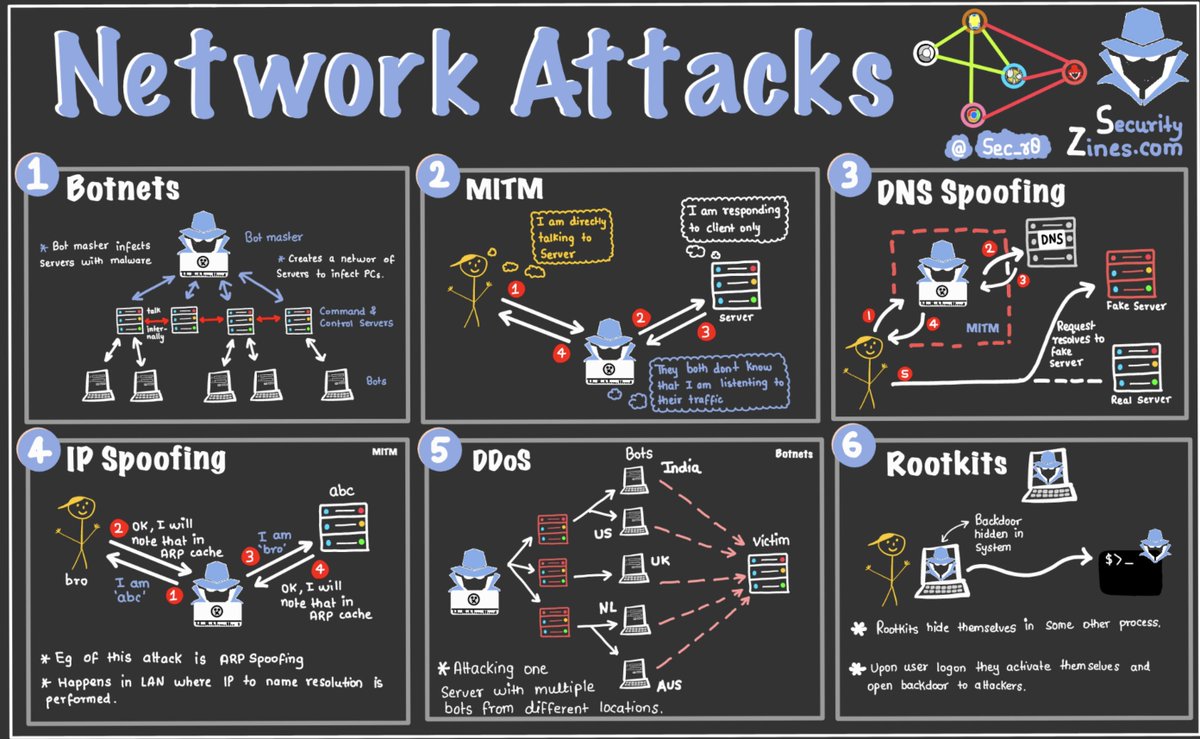 Network Attacks
@ Sec_r0
Security
Zines.com
1
Botnets
* Bot master infects
servers with malware
Bot master
* Creates a networ of
Servers to infect PCs.
talk
inter-
nally
Command &
Control Servers
Bots
2
MITM
I am directly
talking to
Server
I am responding
to client only
1
2
3
4
server
They both don't know
that I am listening to
their traffic
3
DNS Spoofing
DNS
1
2
3
4
5
MITM
Fake Server
Request
resolves to
fake
server
Real server
4
IP Spoofing
MITM
abc
bro
2
OK, I will
note that in
ARP cache
I am
'abc'
1
I am
'bro'
3
4
OK, I will
note that in
ARP cache
* Eg of this attack is ARP Spoofing
* Happens in LAN where IP to name resolution is
performed.
5
DDoS
Bots
Botnets
India
US
UK
NL
AUS
Victim
* Attacking one
Server with multiple
bots from different locations.
6
Rootkits
Backdoor
hidden in
System
$>_
* Rootkits hide themselves in some other process.
* Upon user logon they activate themselves and
open backdoor to attackers.